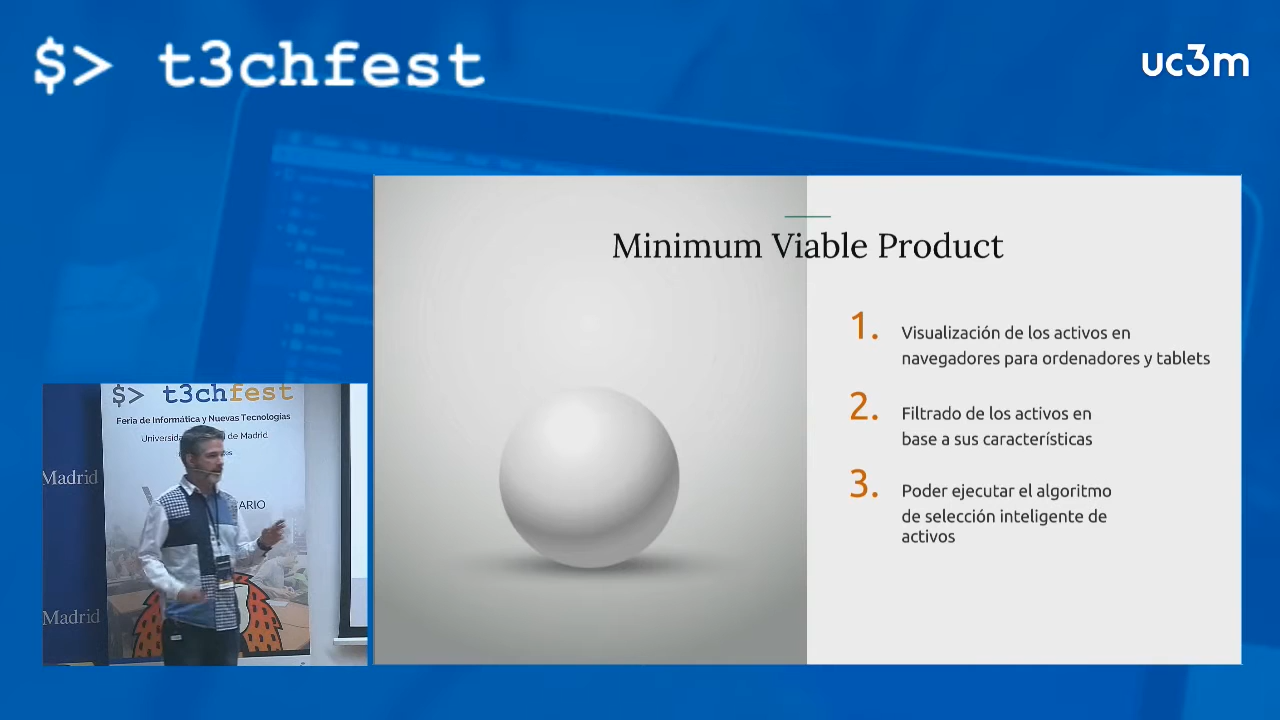 $> t3chfest
uc3m
Minimum Viable Product
1. Visualización de los activos en
navegadores para ordenadores y tablets
2. Filtrado de los activos en
base a sus características
3. Poder ejecutar el algoritmo
de selección inteligente de
activos
$> t3chfest
Feria de Informática y Nuevas Tecnologías
de Madrid
Madrid
Madrid